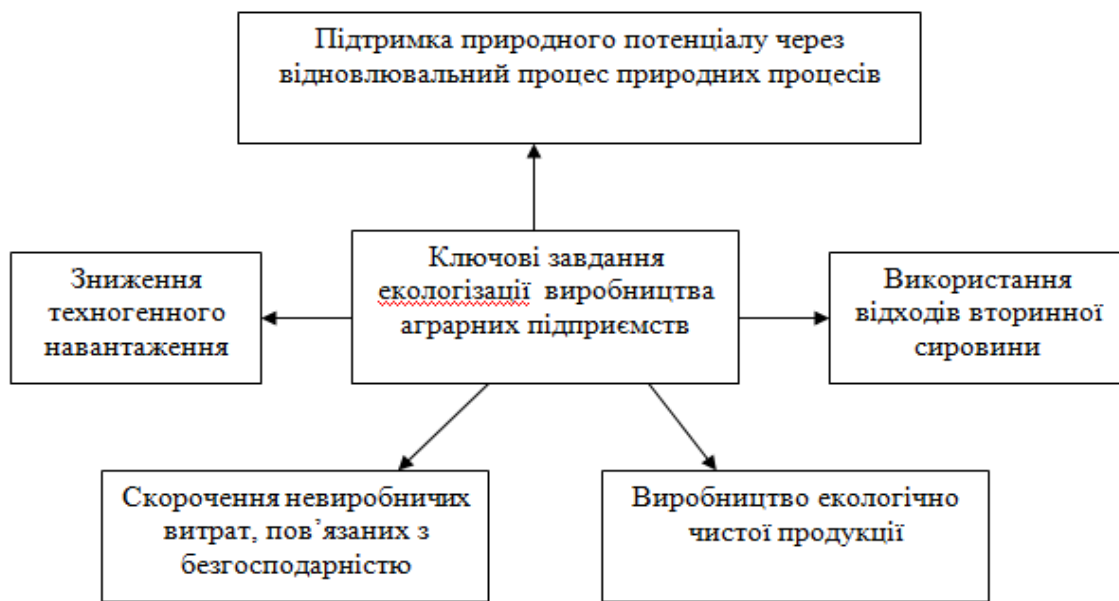 Підтримка природного потенціалу через
відновлювальний процес природних процесів
Зниження
техногенного
навантаження
Ключові завдання
екологізації виробництва
аграрних підприємств
Використання
відходів вторинної
сировини
Скорочення невиробничих
витрат, пов’язаних з
безгосподарністю
Виробництво екологічно
чистої продукції